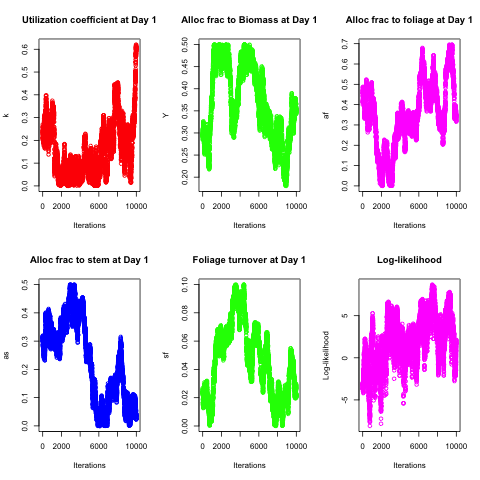 Utilization coefficient at Day 1
k
0.0 0.1 0.2 0.3 0.4 0.5 0.6
0 2000 6000 10000
Iterations
Alloc frac to Biomass at Day 1
Y
0.20 0.25 0.30 0.35 0.40 0.45 0.50
0 2000 6000 10000
Iterations
Alloc frac to foliage at Day 1
af
0.0 0.1 0.2 0.3 0.4 0.5 0.6 0.7
0 2000 6000 10000
Iterations
Alloc frac to stem at Day 1
as
0.0 0.1 0.2 0.3 0.4 0.5
0 2000 6000 10000
Iterations
Foliage turnover at Day 1
sf
0.00 0.02 0.04 0.06 0.08 0.10
0 2000 6000 10000
Iterations
Log-likelihood
Log-likelihood
-5 0 5
0 2000 6000 10000
Iterations